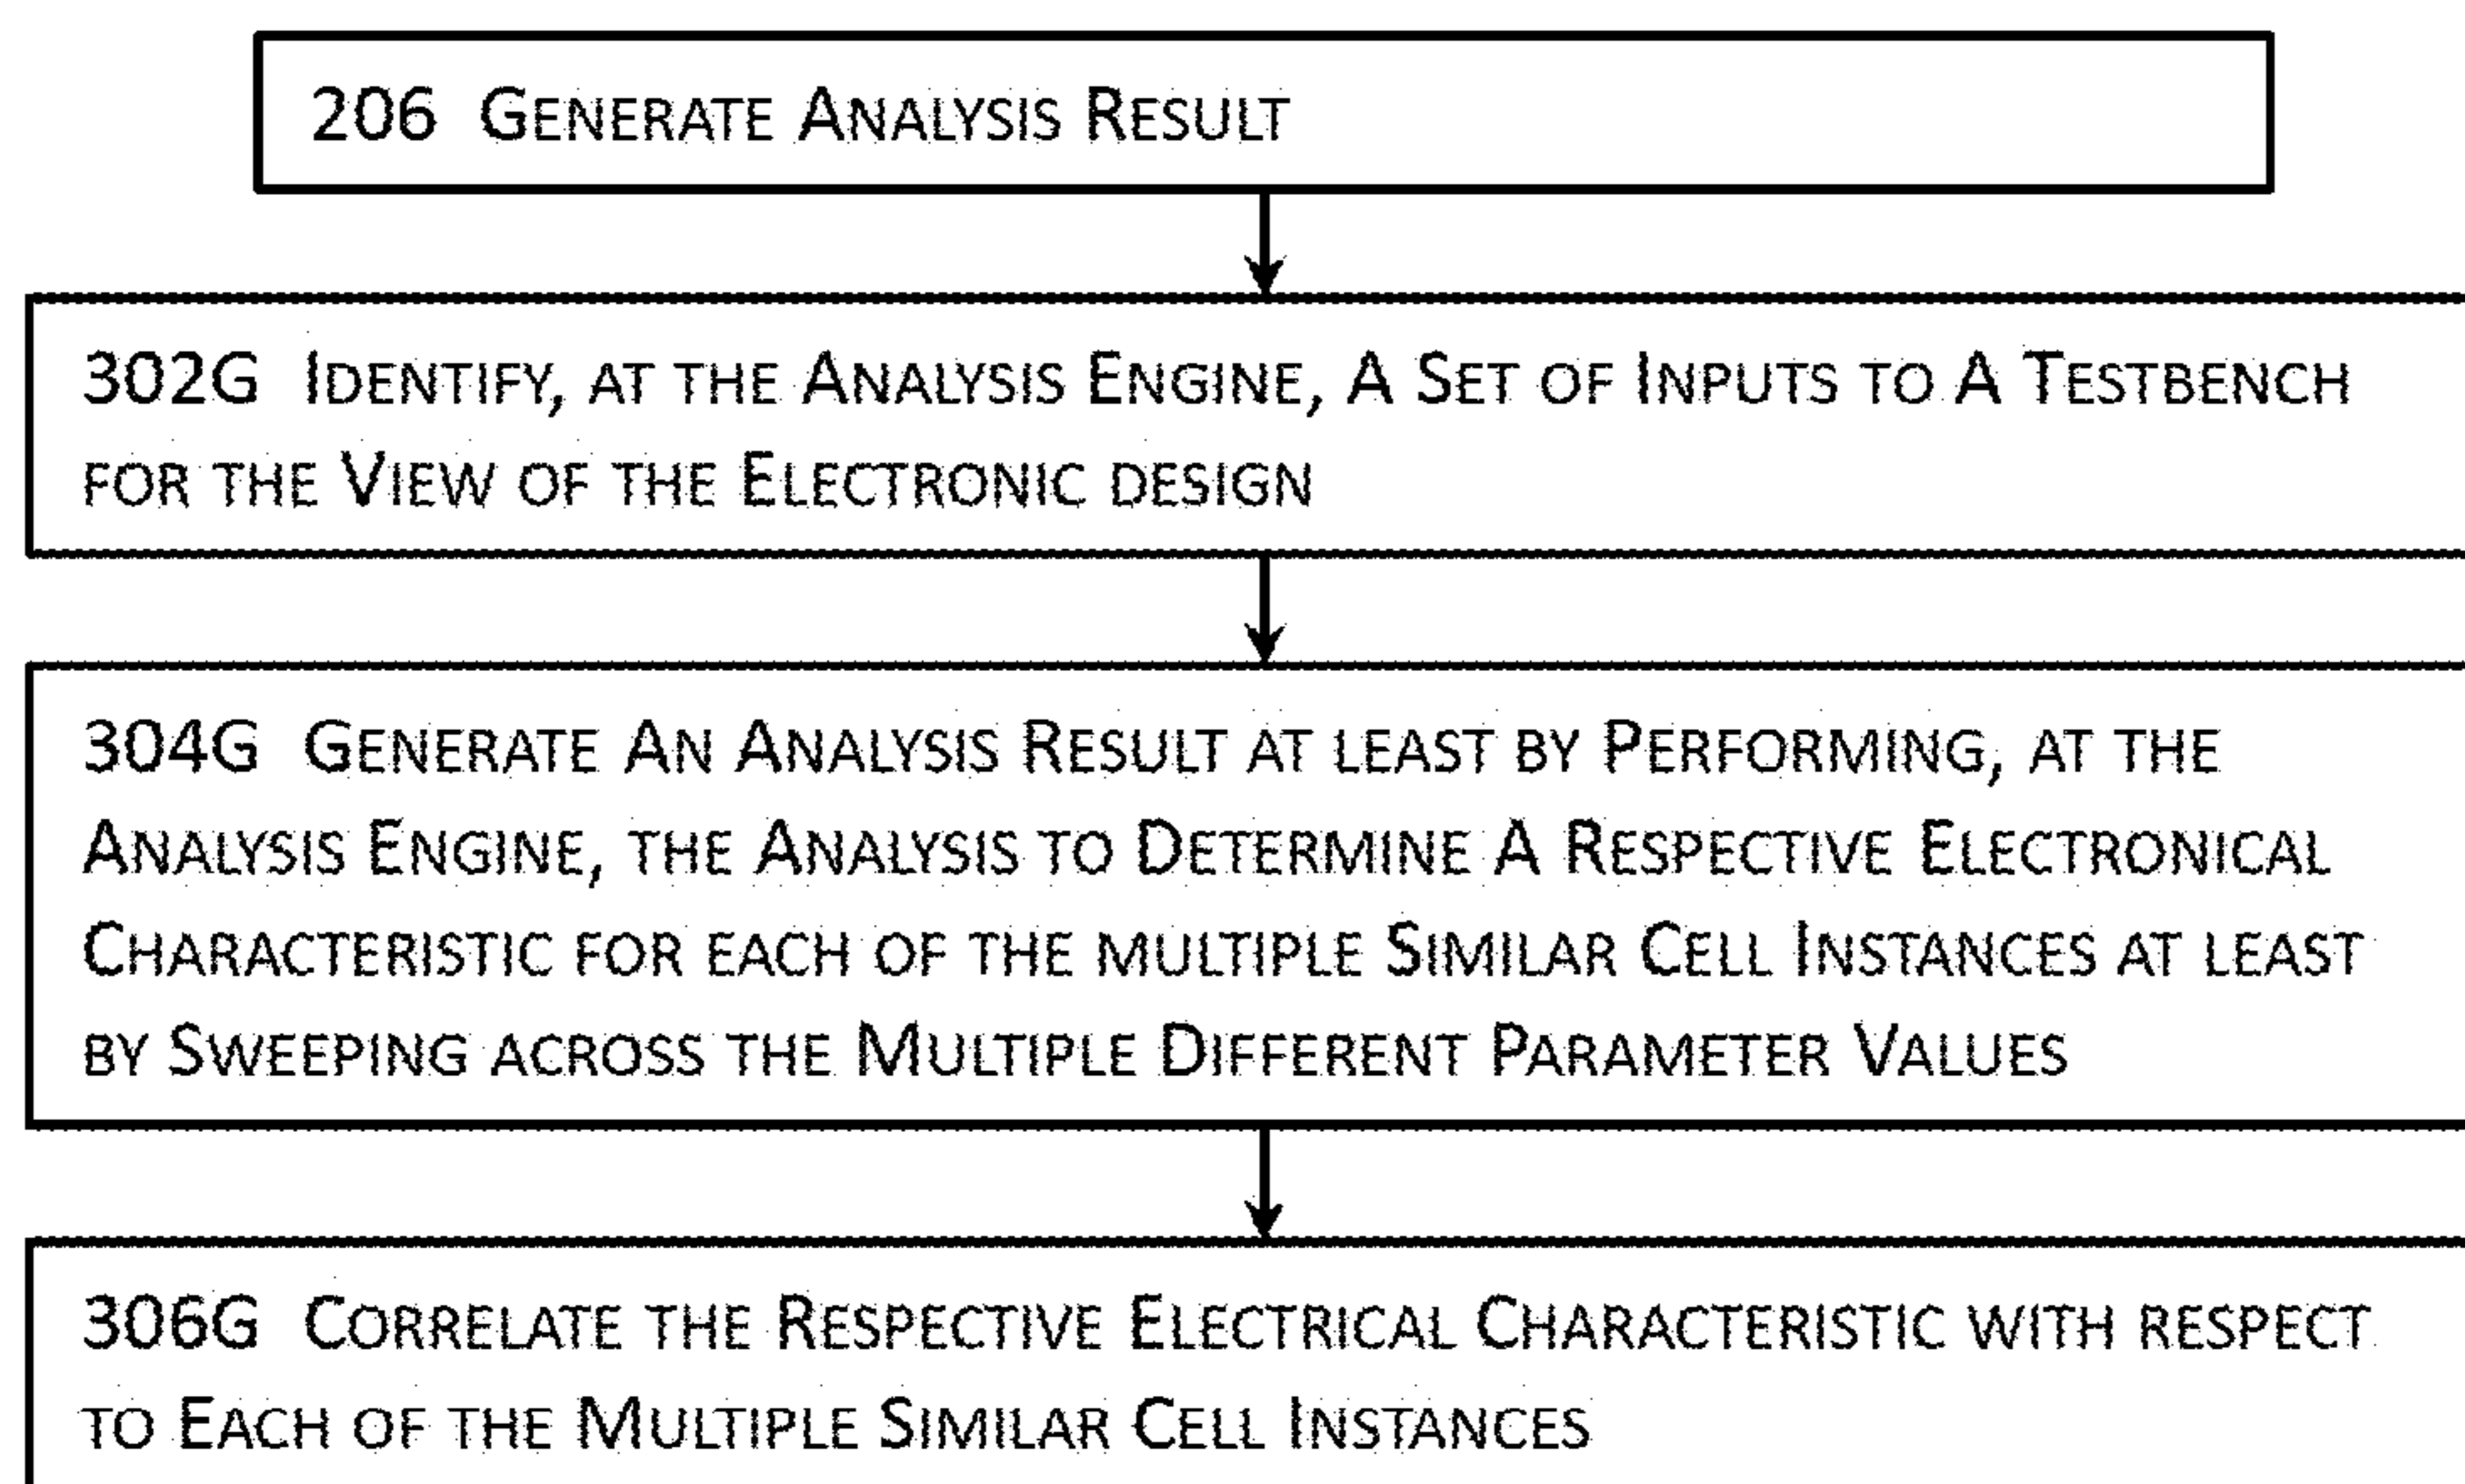 206 Generate Analysis Result
302G Identify, at the Analysis Engine, A Set of Inputs to A Testbench
for the View of the Electronic design
304G Generate An Analysis Result at least by Performing, at the
Analysis Engine, the Analysis to Determine A Respective Electronical
Characteristic for each of the multiple Similar Cell Instances at least
by Sweeping across the Multiple Different Parameter Values
306G Correlate the Respective Electrical Characteristic with respect
to Each of the Multiple Similar Cell Instances